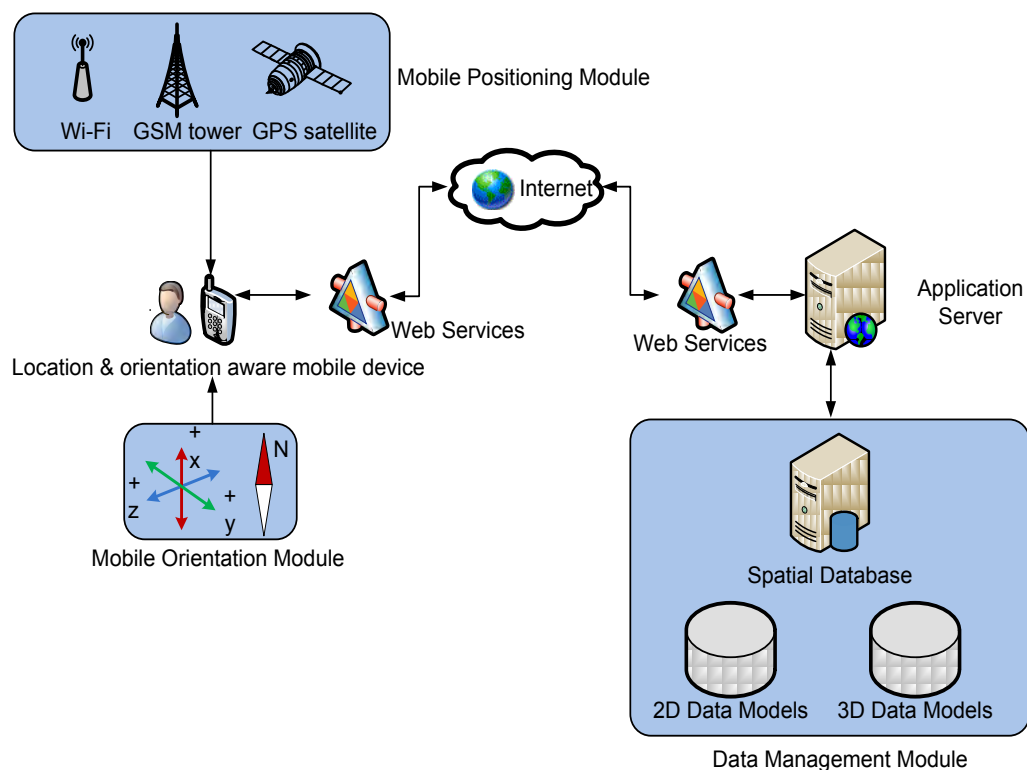 Wi-Fi GSM tower GPS satellite
Mobile Positioning Module
Internet
Web Services
Location & orientation aware mobile device
Web Services
Application
Server
+
x
N
+
z
+
y
Mobile Orientation Module
Spatial Database
2D Data Models
3D Data Models
Data Management Module